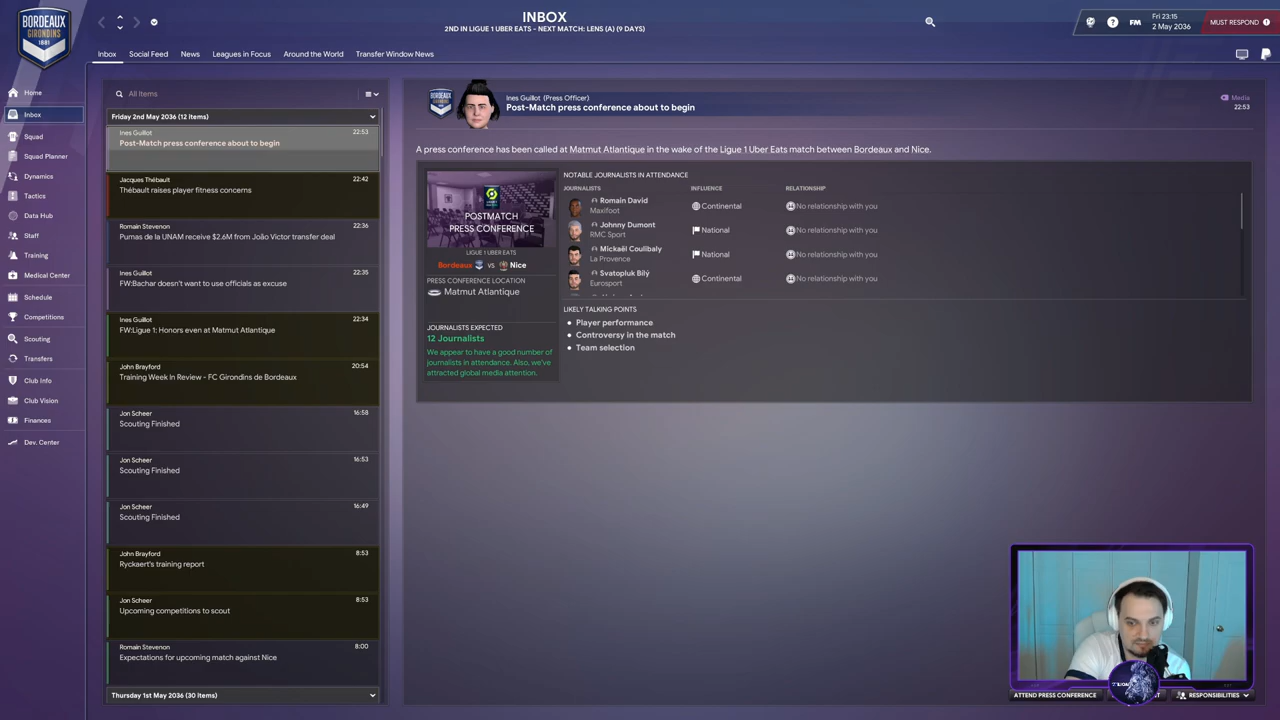 BORDEAUX
GIRONDINS
1881
INBOX
2ND IN LIGUE 1 UBER EATS - NEXT MATCH: LENS (A) (9 DAYS)
FM
Fri 23:15
2 May 2036
MUST RESPOND
Inbox
Social Feed
News
Leagues in Focus
Around the World
Transfer Window News
Home
Inbox
Squad
Squad Planner
Dynamics
Tactics
Data Hub
Staff
Training
Medical Center
Schedule
Competitions
Scouting
Transfers
Club Info
Club Vision
Finances
Dev. Center
All Items
Friday 2nd May 2036 (12 items)
Ines Guillot 22:53
Post-Match press conference about to begin
Jacques Thébault 22:42
Thébault raises player fitness concerns
Romain Stevenon 22:36
Pumas de la UNAM receive $2.6M from João Victor transfer deal
Ines Guillot 22:35
FW:Bachar doesn't want to use officials as excuse
Ines Guillot 22:34
FW:Ligue 1: Honors even at Matmut Atlantique
John Brayford 20:54
Training Week In Review - FC Girondins de Bordeaux
Jon Scheer 16:58
Scouting Finished
Jon Scheer 16:53
Scouting Finished
Jon Scheer 16:49
Scouting Finished
John Brayford 8:53
Ryckaert's training report
Jon Scheer 8:53
Upcoming competitions to scout
Romain Stevenon 8:00
Expectations for upcoming match against Nice
Thursday 1st May 2036 (30 items)
Ines Guillot (Press Officer)
Post-Match press conference about to begin
Media
22:53
A press conference has been called at Matmut Atlantique in the wake of the Ligue 1 Uber Eats match between Bordeaux and Nice.
POSTMATCH
PRESS CONFERENCE
LIGUE 1 UBER EATS
Bordeaux vs Nice
PRESS CONFERENCE LOCATION
Matmut Atlantique
JOURNALISTS EXPECTED
12 Journalists
We appear to have a good number of
journalists in attendance. Also, we've
attracted global media attention.
NOTABLE JOURNALISTS IN ATTENDANCE
JOURNALISTS INFLUENCE RELATIONSHIP
Romain David
Maxifoot
Continental
No relationship with you
Johnny Dumont
RMC Sport
National
No relationship with you
Mickaël Coulibaly
La Provence
National
No relationship with you
Svatopluk Bílý
Eurosport
Continental
No relationship with you
LIKELY TALKING POINTS
Player performance
Controversy in the match
Team selection
ATTEND PRESS CONFERENCE
RESPONSIBILITIES